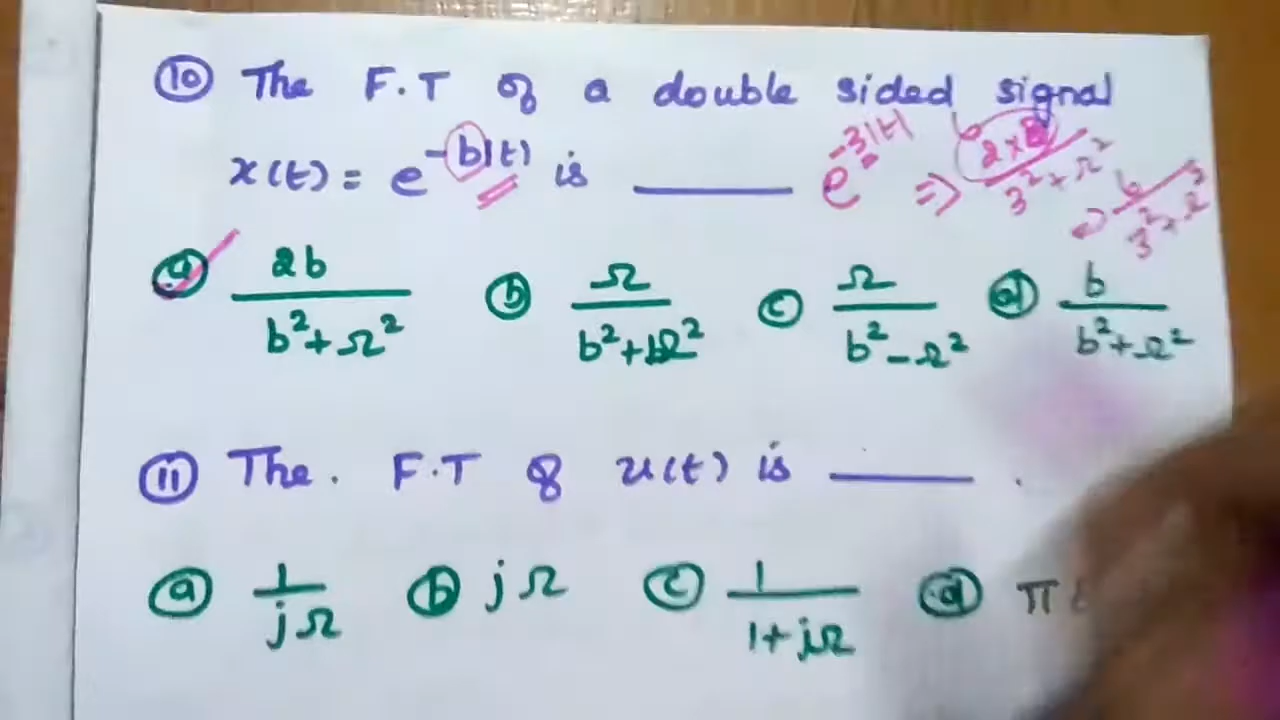 ⑩ The F.T of a double sided signal
x(t) = e^-b|t| is ______ e^-3|t| => 2×3/3²+Ω² => 6/3²+Ω²
ⓐ 2b/b²+Ω² ⓑ Ω/b²+Ω² ⓒ Ω/b²-Ω² ⓓ b/b²+Ω²
⑪ The. F.T of u(t) is ______ .
ⓐ 1/jΩ ⓑ jΩ ⓒ 1/1+jΩ ⓓ π